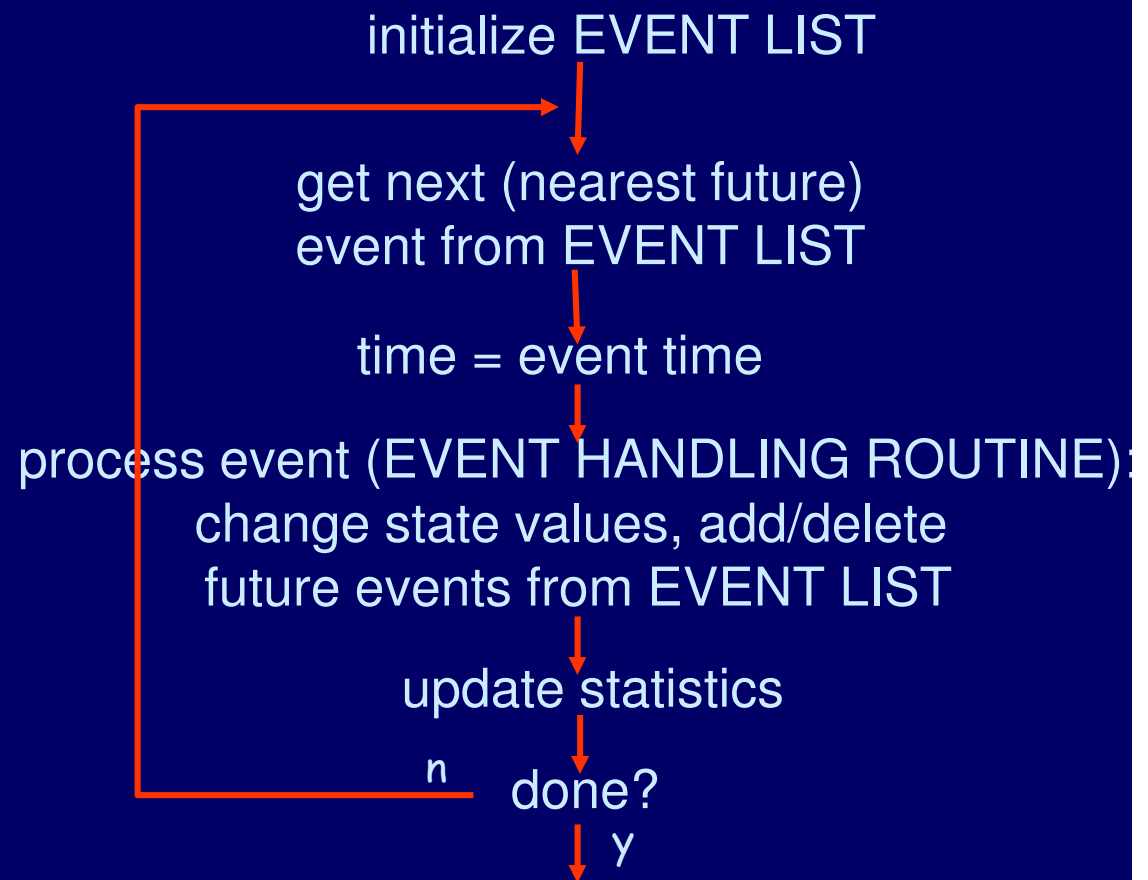 initialize EVENT LIST
get next (nearest future)
event from EVENT LIST
time = event time
process event (EVENT HANDLING ROUTINE):
change state values, add/delete
future events from EVENT LIST
update statistics
n
done?
y